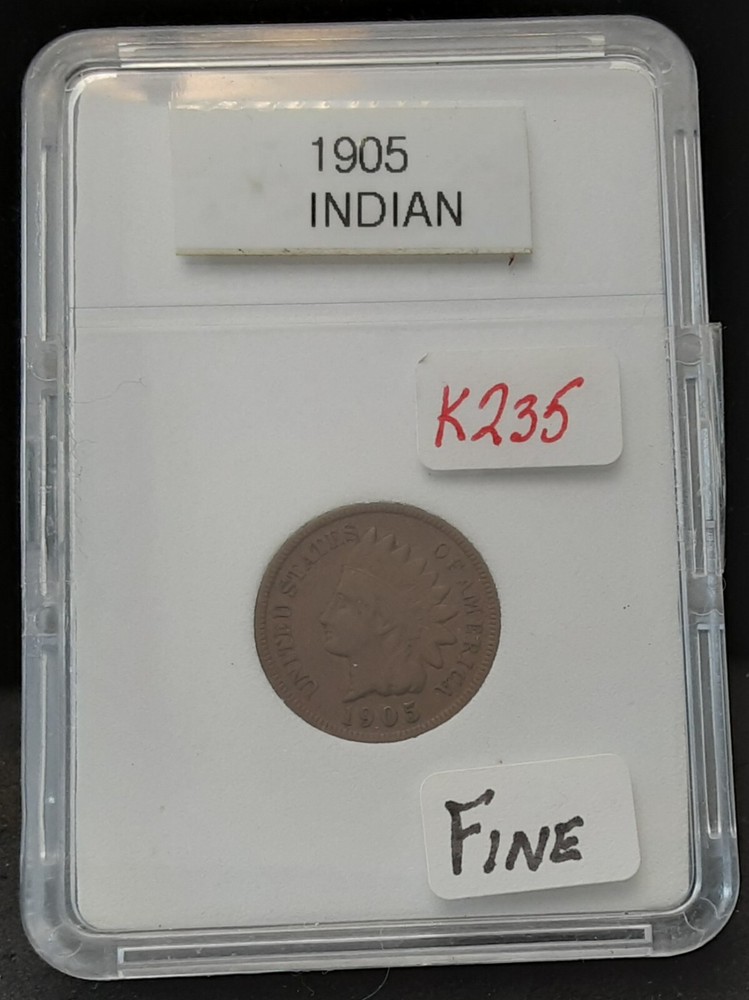 1905
INDIAN
K235
UNITED STATES OF AMERICA
1905
FINE